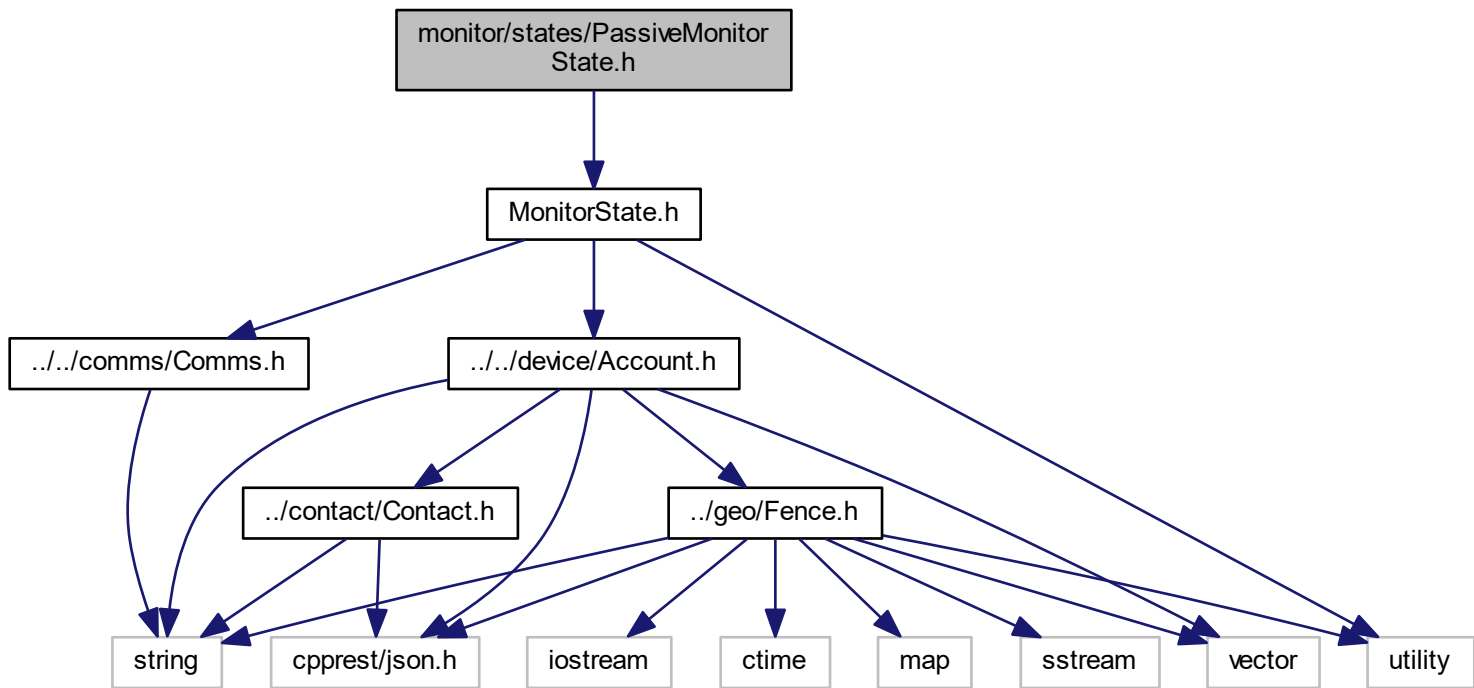 monitor/states/PassiveMonitor
State.h
MonitorState.h
../../comms/Comms.h
../../device/Account.h
../contact/Contact.h
../geo/Fence.h
string
cpprest/json.h
iostream
ctime
map
sstream
vector
utility